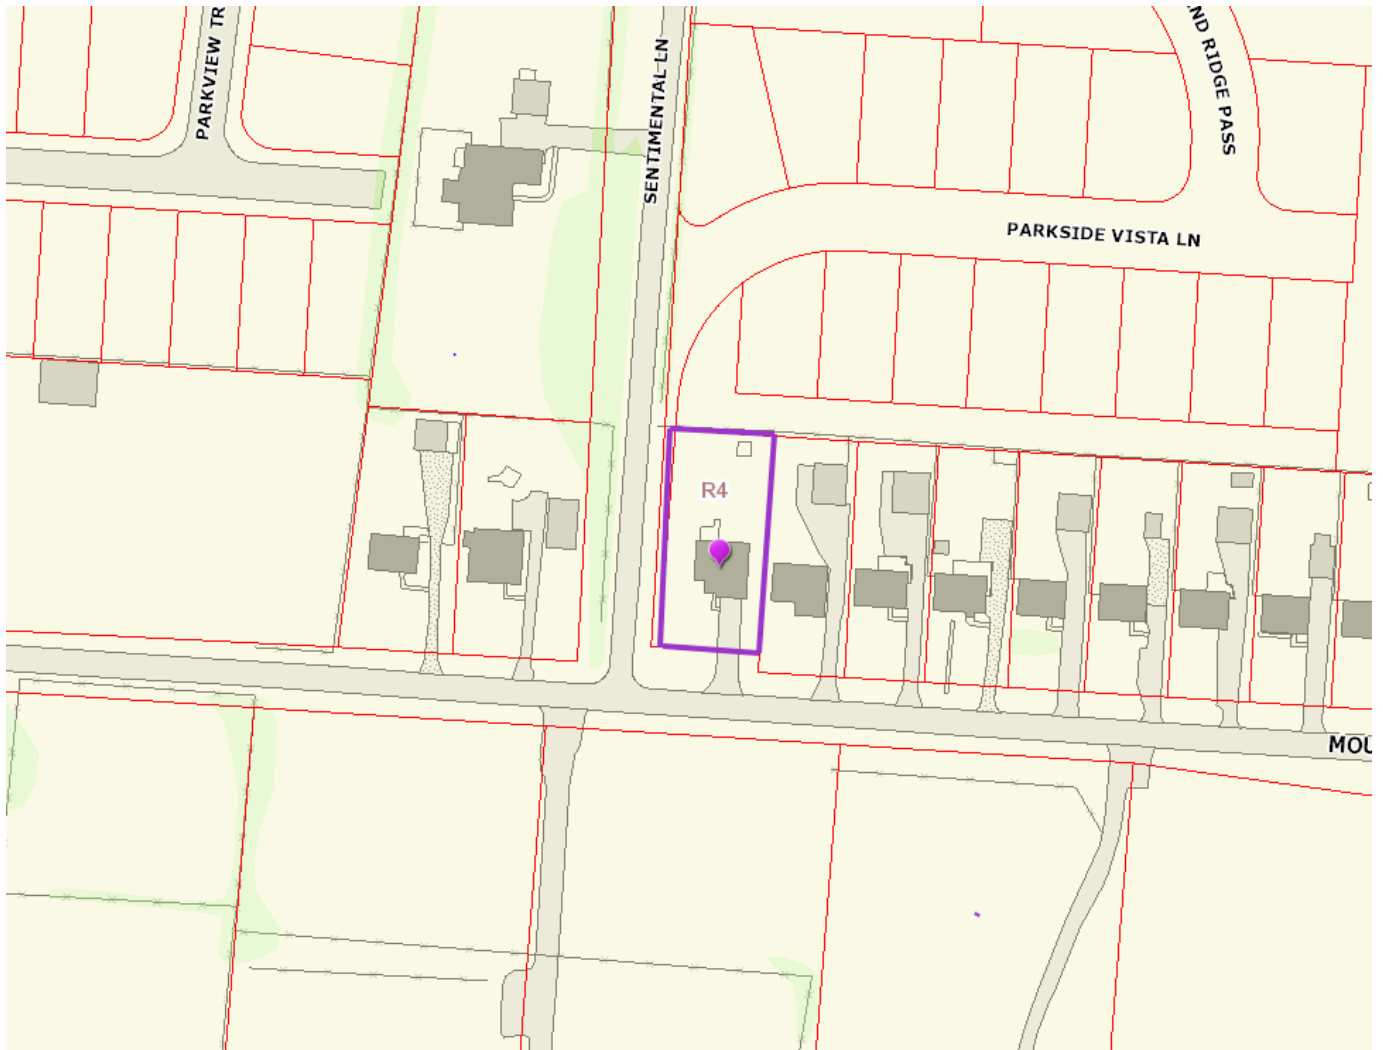 PARKVIEW TR
SENTIMENTAL LN
ND RIDGE PASS
PARKSIDE VISTA LN
R4
MOU